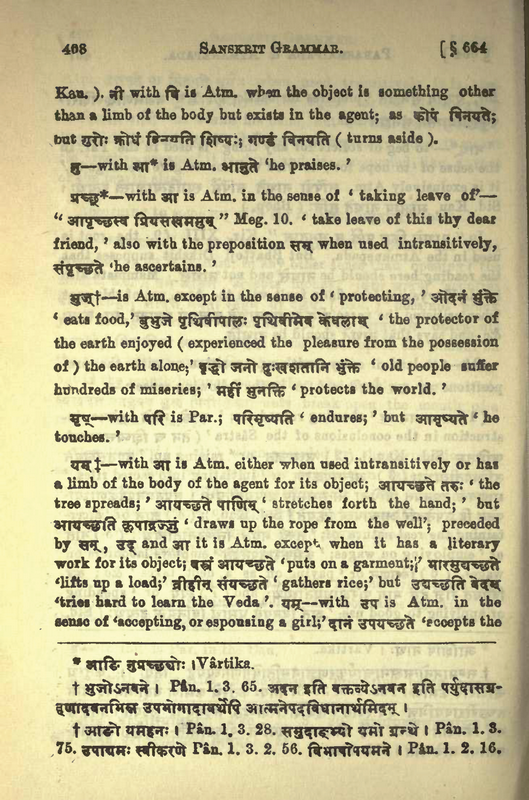 468 SANSKRIT GRAMMAR. [ § 664
Kau. ). नी with वि is Atm. when the object is something other
than a limb of the body but exists in the agent; as कोपं विनयते;
but गुरोः क्रोधं विनयति शिष्यः; गण्डं विनयति ( turns aside ).
नु—with आ* is Atm. आनुते 'he praises. '
प्रच्छ्*—with आ is Atm. in the sense of ' taking leave of'—
“ आपृच्छस्व प्रियसखममुम् ” Meg. 10. ' take leave of this thy dear
friend, ' also with the preposition सम् when used intransitively,
संपृच्छते 'he ascertains. '
भुज्†—is Atm. except in the sense of ' protecting, ' ओदनं भुंक्ते
' eats food,' बुभुजे पृथिवीपालः पृथिवीमेव केवलाम् ' the protector of
the earth enjoyed ( experienced the pleasure from the possession
of ) the earth alone;' वृद्धो जनो दुःखशतानि भुंक्ते ' old people suffer
hundreds of miseries; ' महीं भुनक्ति ' protects the world. '
मृष्—with परि is Par.; परिमृष्यति ' endures; ' but आमृष्यते ' he
touches. '
यम् ‡—with आ is Atm. either when used intransitively or has
a limb of the body of the agent for its object; आयच्छते तरुः ' the
tree spreads; ' आयच्छते पाणिम् ' stretches forth the hand; ' but
आयच्छति कूपाद्रज्जुं ' draws up the rope from the well'; preceded
by सम्, उद् and आ it is Atm. except when it has a literary
work for its object; वस्त्रं आयच्छते 'puts on a garment;' भारमुद्यच्छते
'lifts up a load;' व्रीहीन् संयच्छते ' gathers rice;' but उद्यच्छति वेदम्
'tries hard to learn the Veda '. यम्—with उप is Atm. in the
sense of 'accepting, or espousing a girl;' दानं उपयच्छते 'accepts the
* आङि नुप्रच्छ्योः । Vârtika.
† भुजोऽनवने । Pân. 1. 3. 65. अदन इति वक्तव्येऽनवन इति पर्युदासग्र-
हणादवनभिन्न उपभोगादावर्थेपि आत्मनेपदविधानार्थमिदम् ।
† आङो यमहनः । Pân. 1. 3. 28. समुदाङ्भ्यो यमो ग्रन्थे । Pân. 1. 3.
75. उपाद्यमः स्वीकरणे Pân. 1. 3. 2. 56. विभाषोपयमने । Pân. 1. 2. 16.